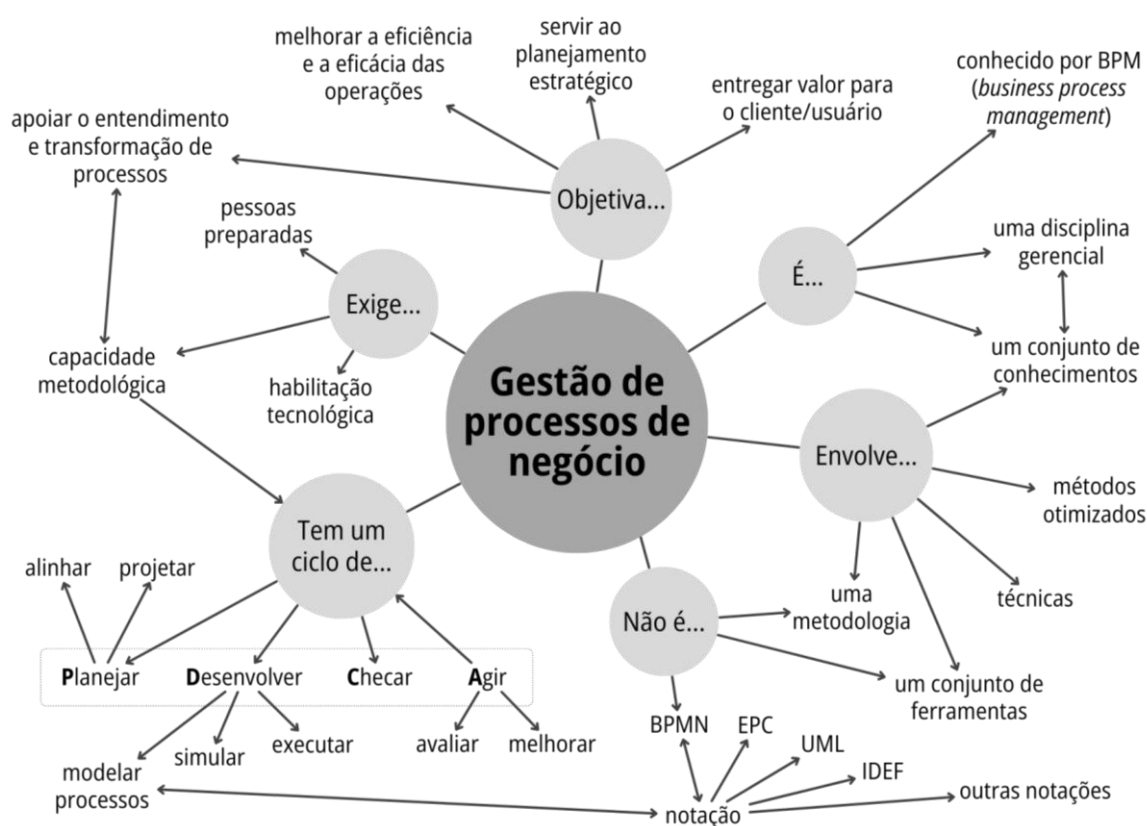 melhorar a eficiência
e a eficácia das
operações
servir ao
planejamento
estratégico
entregar valor para
o cliente/usuário
conhecido por BPM
(business process
management)
apoiar o entendimento
e transformação de
processos
Objetiva...
pessoas
preparadas
Exige...
É...
uma disciplina
gerencial
capacidade
metodológica
habilitação
tecnológica
Gestão de
processos de
negócio
um conjunto de
conhecimentos
Envolve...
métodos
otimizados
Tem um
ciclo de...
alinhar
projetar
uma
metodologia
técnicas
Não é...
Planejar
Desenvolver
Checar
Agir
um conjunto de
ferramentas
modelar
processos
simular
executar
avaliar
melhorar
BPMN
EPC
UML
IDEF
outras notações
notação